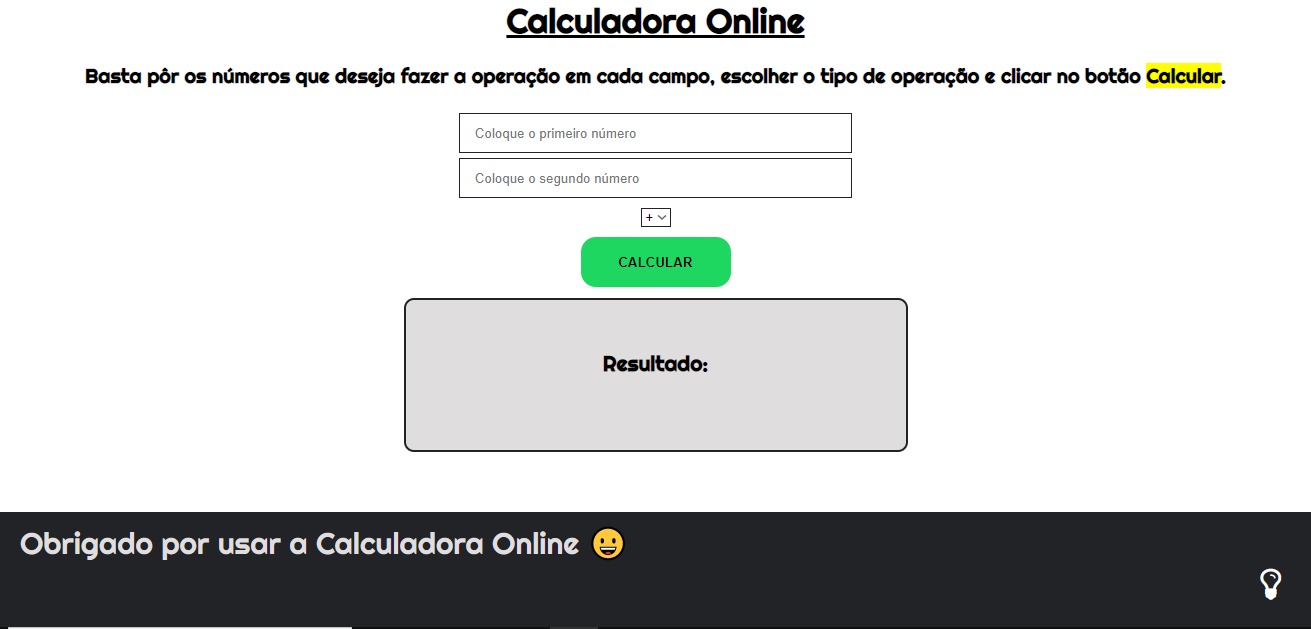 Calculadora Online
Basta pôr os números que deseja fazer a operação em cada campo, escolher o tipo de operação e clicar no botão Calcular.
Coloque o primeiro número
Coloque o segundo número
+
CALCULAR
Resultado:
Obrigado por usar a Calculadora Online 😀